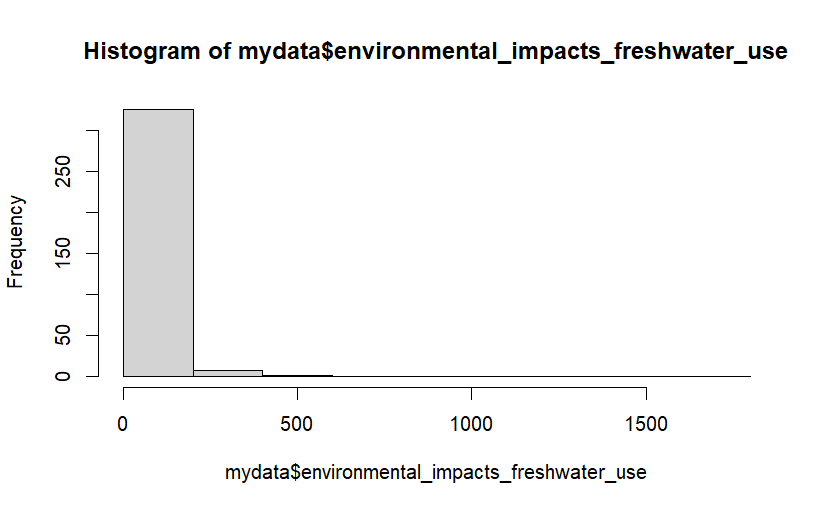 Histogram of mydata$environmental_impacts_freshwater_use
Frequency
250
150
50
0
0 500 1000 1500
mydata$environmental_impacts_freshwater_use